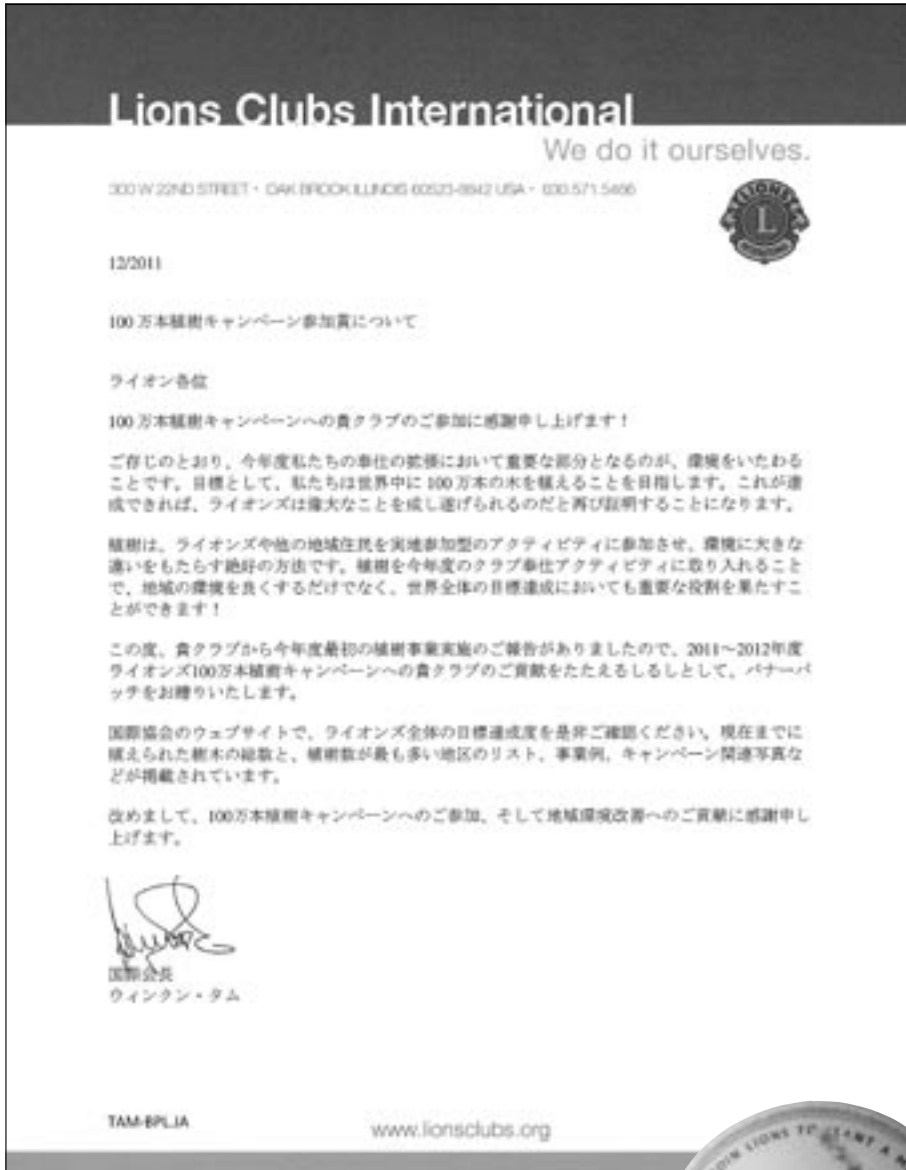 Lions Clubs International
We do it ourselves.
300 W 22ND STREET • OAK BROOK ILLINOIS 60523-8842 USA • 630.571.5466
LIONS
L
12/2011
100万本植樹キャンペーン参加賞について
ライオン各位
100万本植樹キャンペーンへの貴クラブのご参加に感謝申し上げます！
ご存じのとおり、今年度私たちの奉仕の拡張において重要な部分となるのが、環境をいたわる
ことです。目標として、私たちは世界中に100万本の木を植えることを目指します。これが達
成できれば、ライオンズは偉大なことを成し遂げられるのだと再び証明することになります。
植樹は、ライオンズや他の地域住民を実地参加型のアクティビティに参加させ、環境に大きな
違いをもたらす絶好の方法です。植樹を今年度のクラブ奉仕アクティビティに取り入れること
で、地域の環境を良くするだけでなく、世界全体の目標達成においても重要な役割を果たすこ
とができます！
この度、貴クラブから今年度最初の植樹事業実施のご報告がありましたので、2011～2012年度
ライオンズ100万本植樹キャンペーンへの貴クラブのご貢献をたたえるしるしとして、バナーパ
ッチをお贈りいたします。
国際協会のウェブサイトで、ライオンズ全体の目標達成度を是非ご確認ください。現在までに
植えられた樹木の総数と、植樹数が最も多い地区のリスト、事業例、キャンペーン関連写真な
どが掲載されています。
改めまして、100万本植樹キャンペーンへのご参加、そして地域環境改善へのご貢献に感謝申し
上げます。
国際会長
ウィンクン・タム
TAM-BPL.JA
www.lionsclubs.org
JOIN LIONS TO PLANT A M